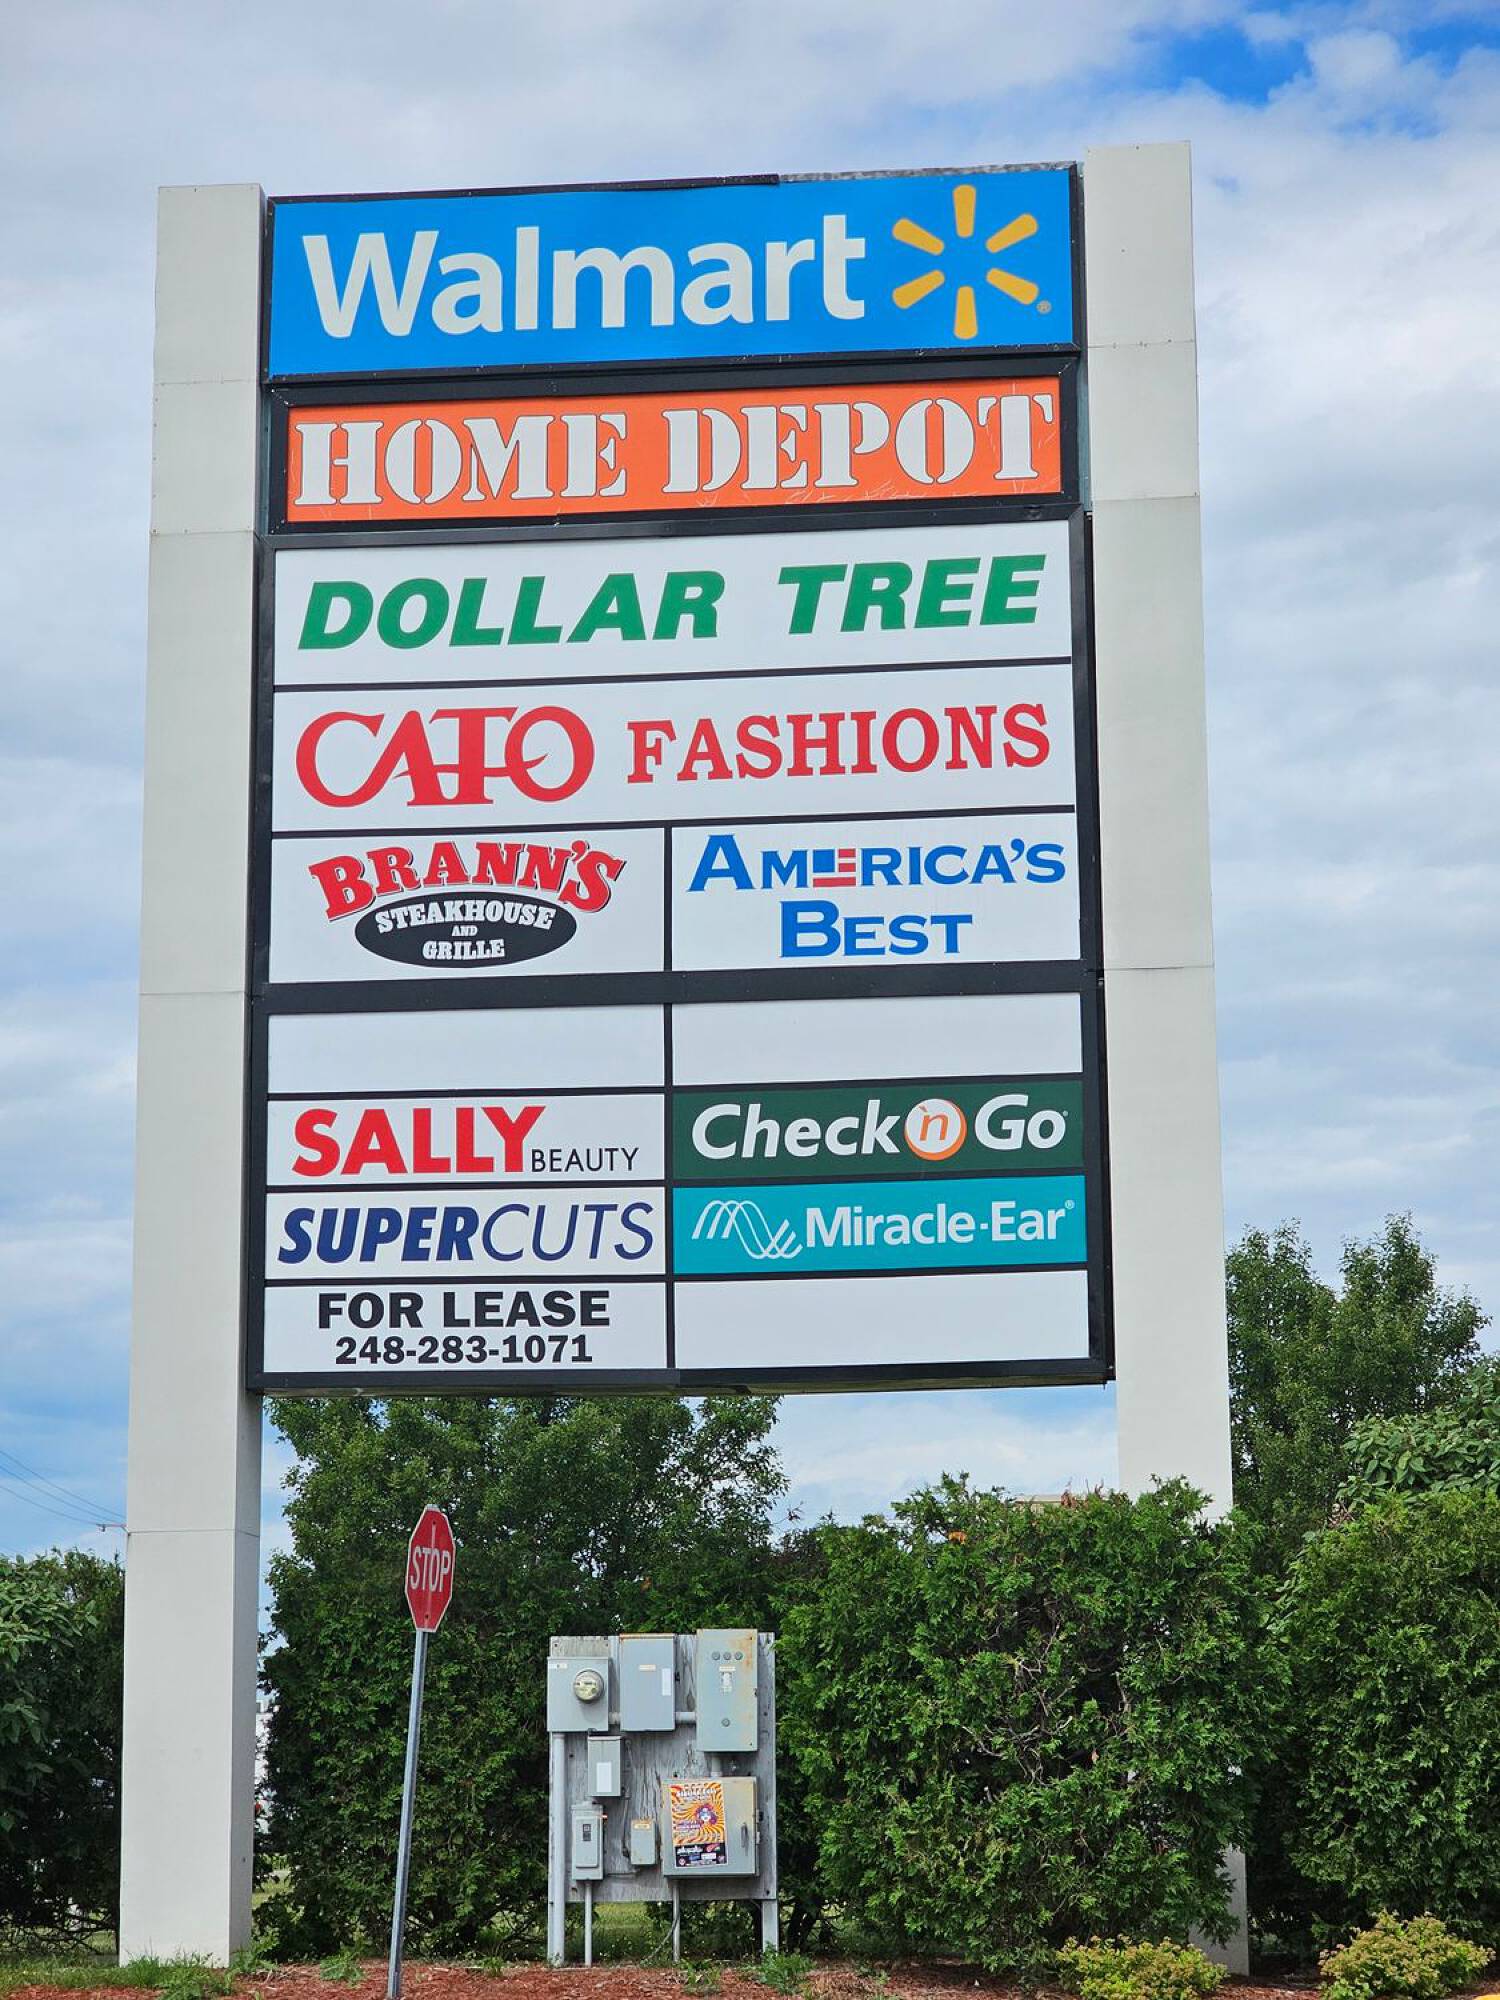 Walmart
HOME DEPOT
DOLLAR TREE
CATO FASHIONS
BRANN'S
STEAKHOUSE
AND
GRILLE
AMERICA'S
BEST
SALLY BEAUTY
Check 'n Go
SUPERCUTS
Miracle-Ear®
FOR LEASE
248-283-1071
STOP